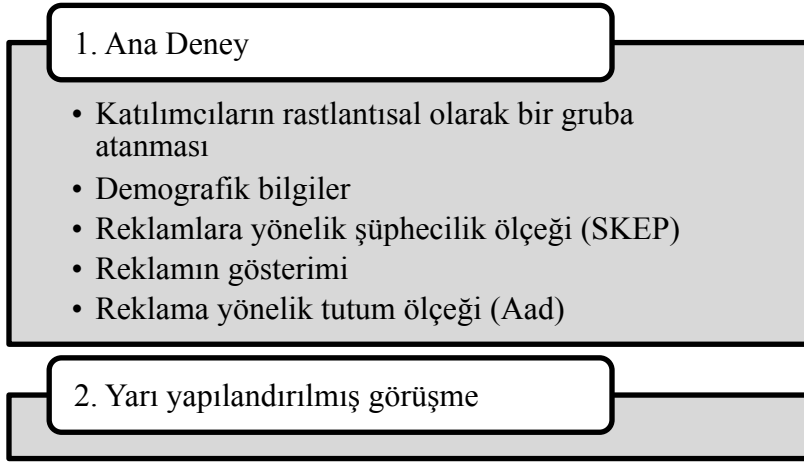 1. Ana Deney
• Katılımcıların rastlantısal olarak bir gruba
atanması
• Demografik bilgiler
• Reklamlara yönelik şüphecilik ölçeği (SKEP)
• Reklamın gösterimi
• Reklama yönelik tutum ölçeği (Aad)
2. Yarı yapılandırılmış görüşme